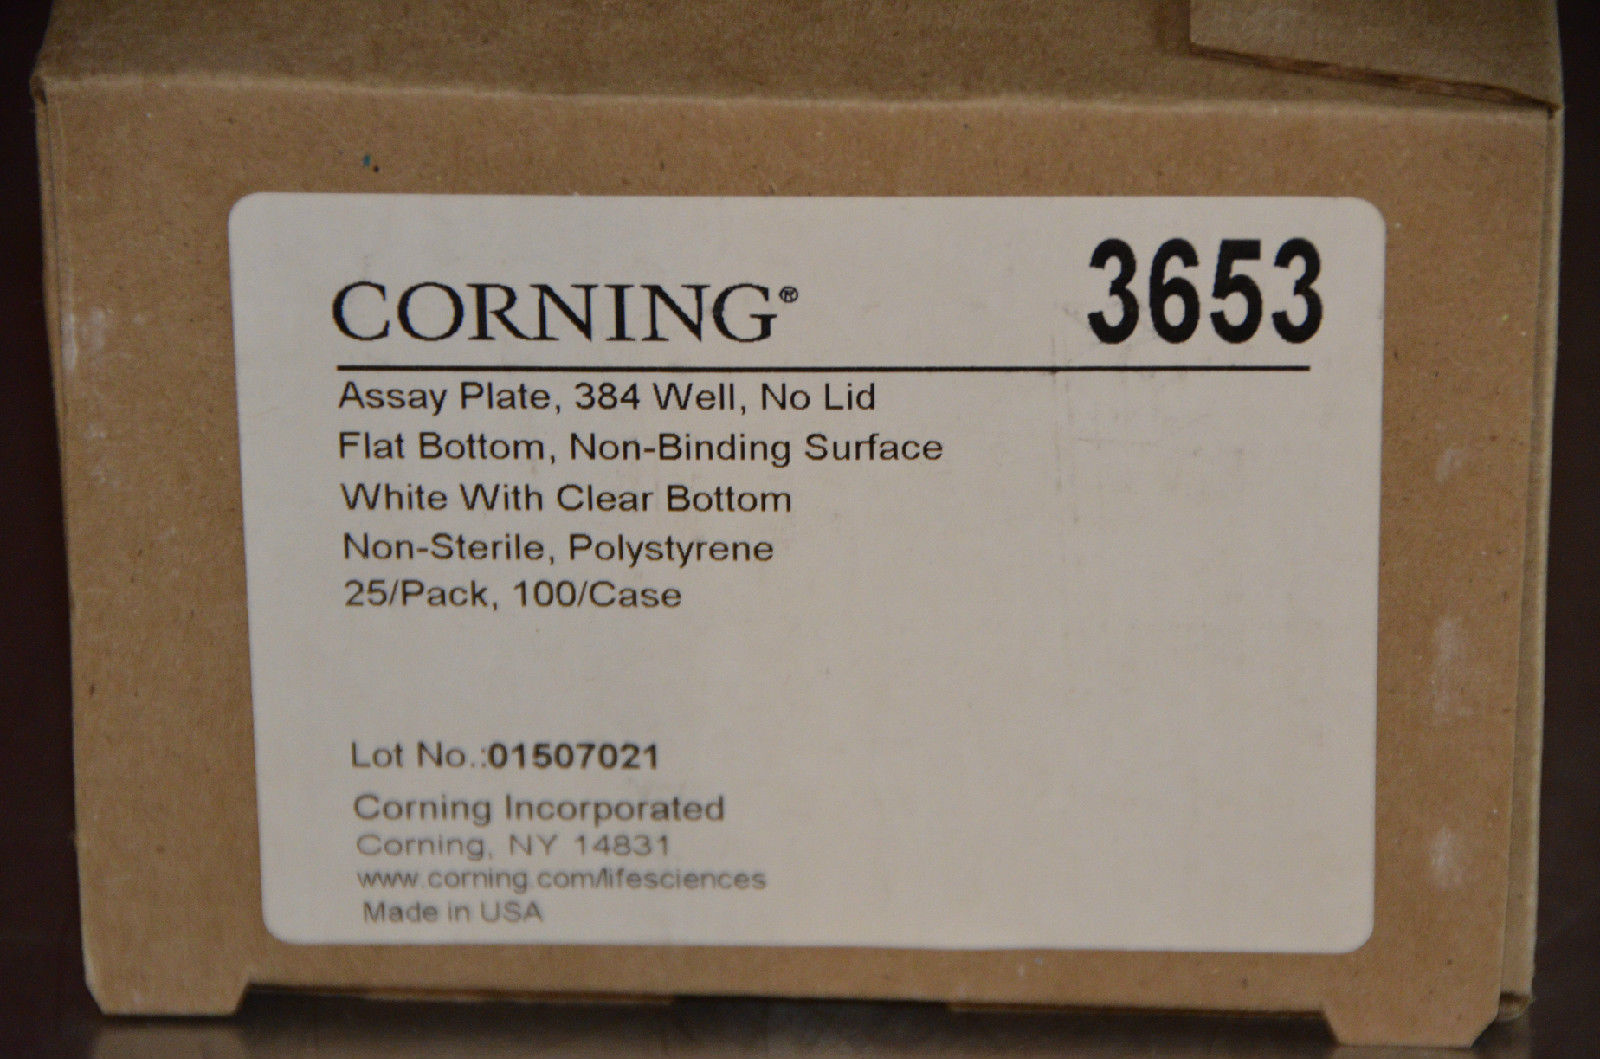 CORNING® 3653
Assay Plate, 384 Well, No Lid
Flat Bottom, Non-Binding Surface
White With Clear Bottom
Non-Sterile, Polystyrene
25/Pack, 100/Case
Lot No.:01507021
Corning Incorporated
Corning, NY 14831
www.corning.com/lifesciences
Made in USA